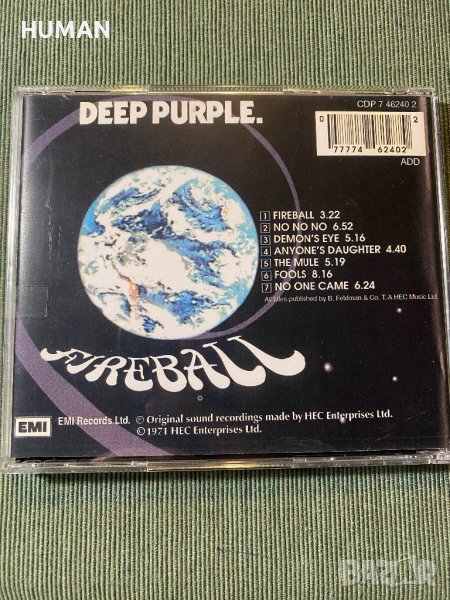 HUMAN
DEEP PURPLE.
CDP 7 46240 2
0 77774 62402 2
ADD
1 FIREBALL 3.22
2 NO NO NO 6.52
3 DEMON'S EYE 5.16
4 ANYONE'S DAUGHTER 4.40
5 THE MULE 5.19
6 FOOLS 8.16
7 NO ONE CAME 6.24
All titles published by B. Feldman & Co. T.A HEC Music Ltd.
FIREBALL
EMI EMI Records Ltd. ℗ Original sound recordings made by HEC Enterprises Ltd.
© 1971 HEC Enterprises Ltd.
BAZAR